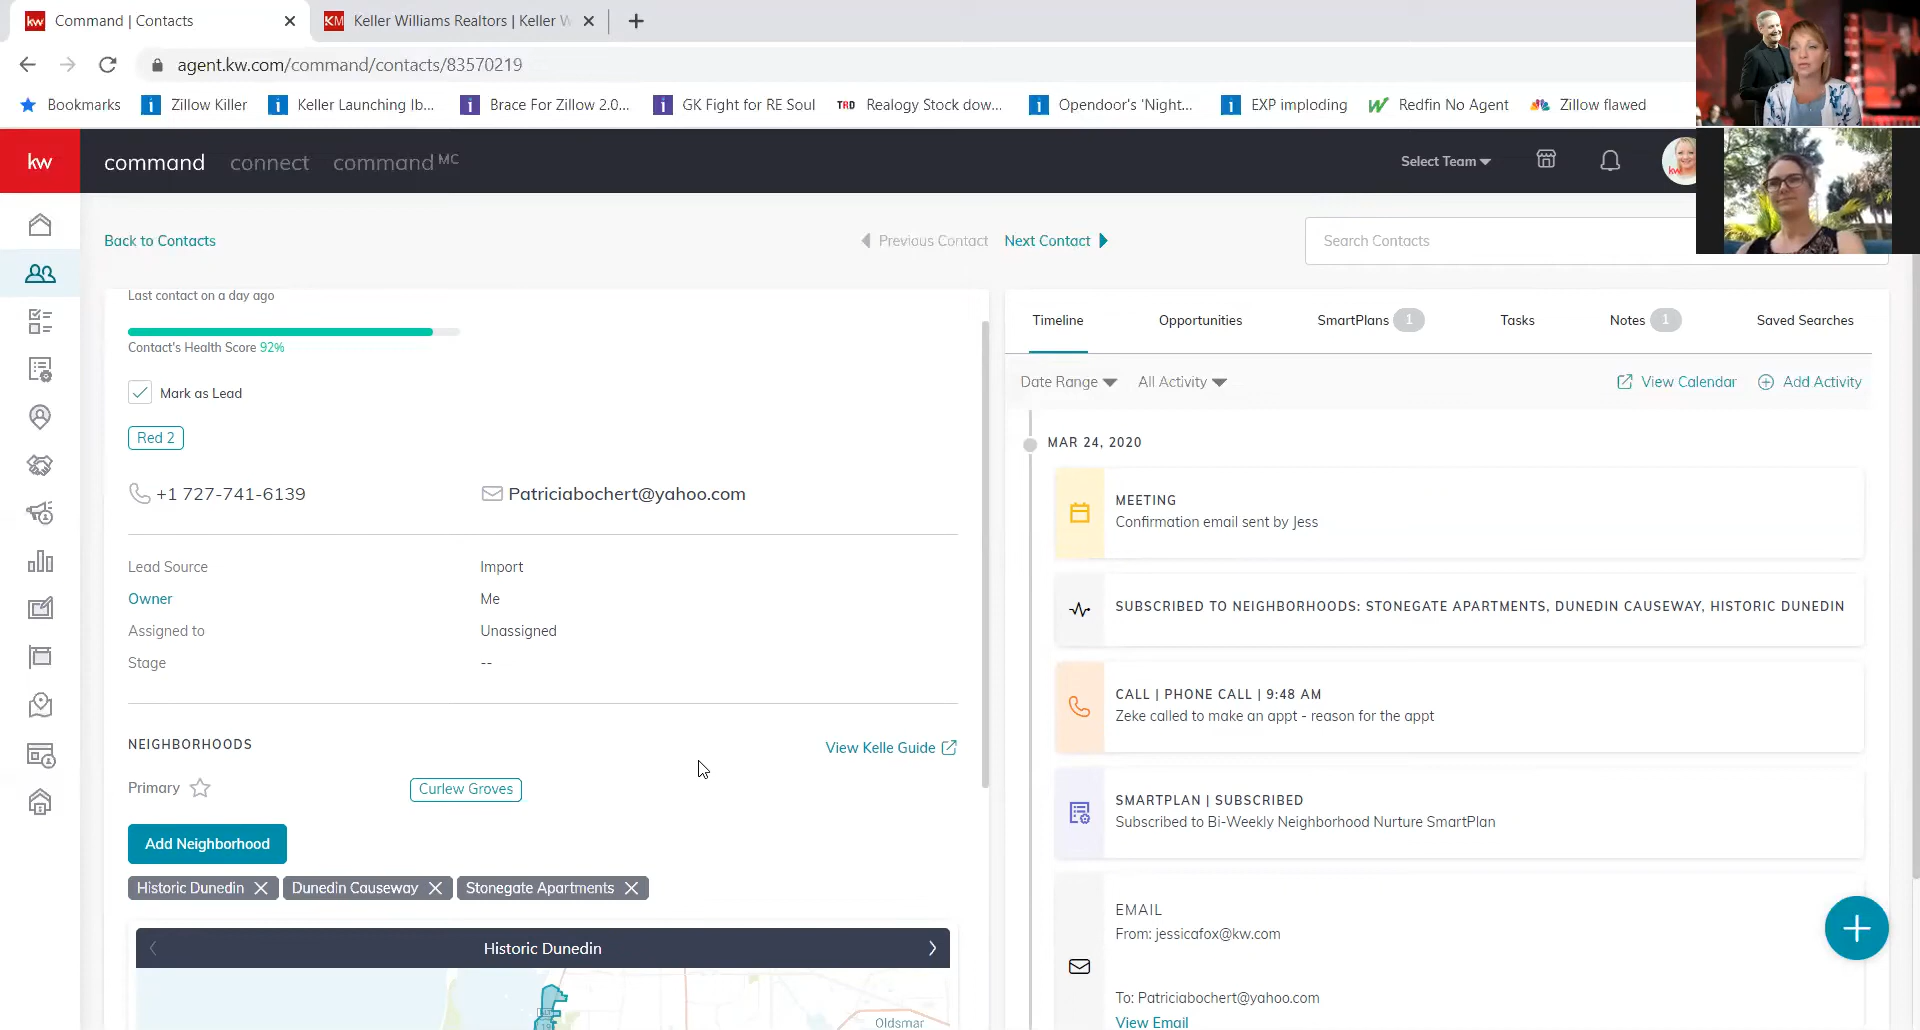 kw Command | Contacts
KM Keller Williams Realtors | Keller W
agent.kw.com/command/contacts/83570219
Bookmarks
Zillow Killer
Keller Launching Ib...
Brace For Zillow 2.0...
GK Fight for RE Soul
TRD Realogy Stock dow...
Opendoor's 'Night...
EXP imploding
Redfin No Agent
Zillow flawed
kw command connect command MC
Select Team
kw
Back to Contacts
Previous Contact
Next Contact
Search Contacts
Last contact on a day ago
Contact's Health Score 92%
Mark as Lead
Red 2
+1 727-741-6139
Patriciabochert@yahoo.com
Lead Source Import
Owner Me
Assigned to Unassigned
Stage --
NEIGHBORHOODS
View Kelle Guide
Primary
Curlew Groves
Add Neighborhood
Historic Dunedin
Dunedin Causeway
Stonegate Apartments
Historic Dunedin
Oldsmar
Timeline
Opportunities
SmartPlans 1
Tasks
Notes 1
Saved Searches
Date Range
All Activity
View Calendar
Add Activity
MAR 24, 2020
MEETING
Confirmation email sent by Jess
SUBSCRIBED TO NEIGHBORHOODS: STONEGATE APARTMENTS, DUNEDIN CAUSEWAY, HISTORIC DUNEDIN
CALL | PHONE CALL | 9:48 AM
Zeke called to make an appt - reason for the appt
SMARTPLAN | SUBSCRIBED
Subscribed to Bi-Weekly Neighborhood Nurture SmartPlan
EMAIL
From: jessicafox@kw.com
To: Patriciabochert@yahoo.com
View Email